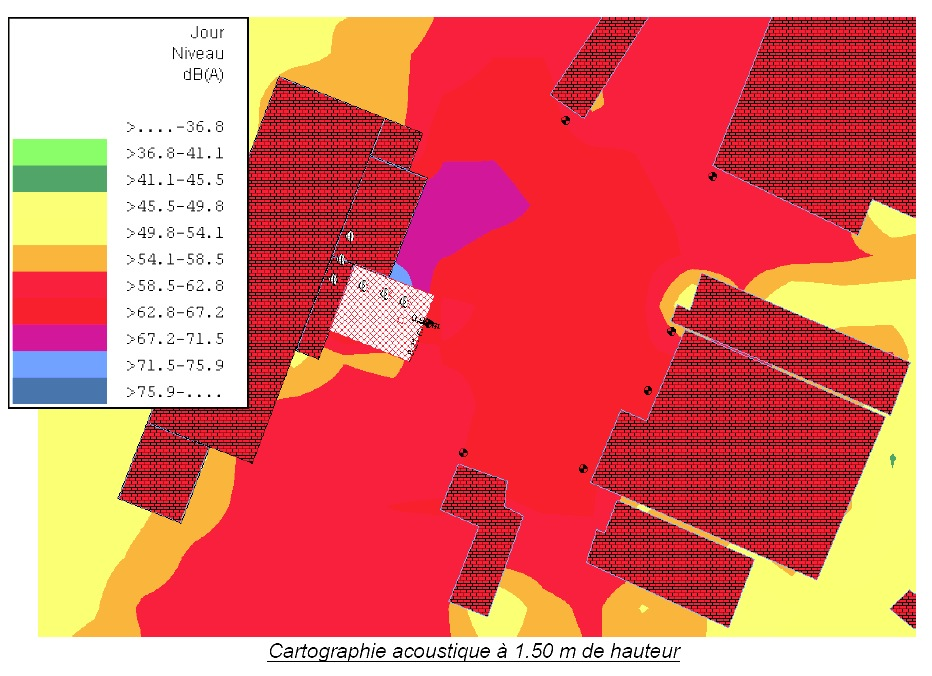 Jour
Niveau
dB(A)
>....-36.8
>36.8-41.1
>41.1-45.5
>45.5-49.8
>49.8-54.1
>54.1-58.5
>58.5-62.8
>62.8-67.2
>67.2-71.5
>71.5-75.9
>75.9-....
Cartographie acoustique à 1.50 m de hauteur